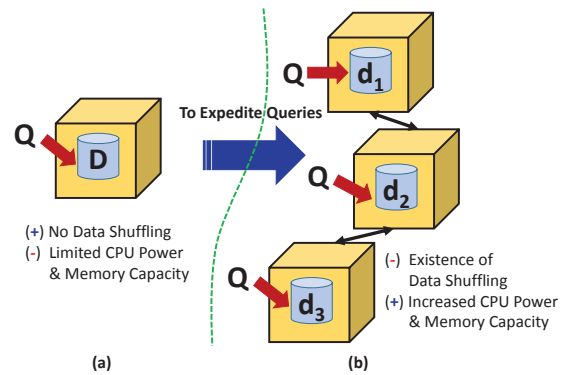 Q
D
(+) No Data Shuffling
(-) Limited CPU Power
& Memory Capacity
(a)
To Expedite Queries
Q
d1
Q
d2
Q
d3
(-) Existence of
Data Shuffling
(+) Increased CPU Power
& Memory Capacity
(b)